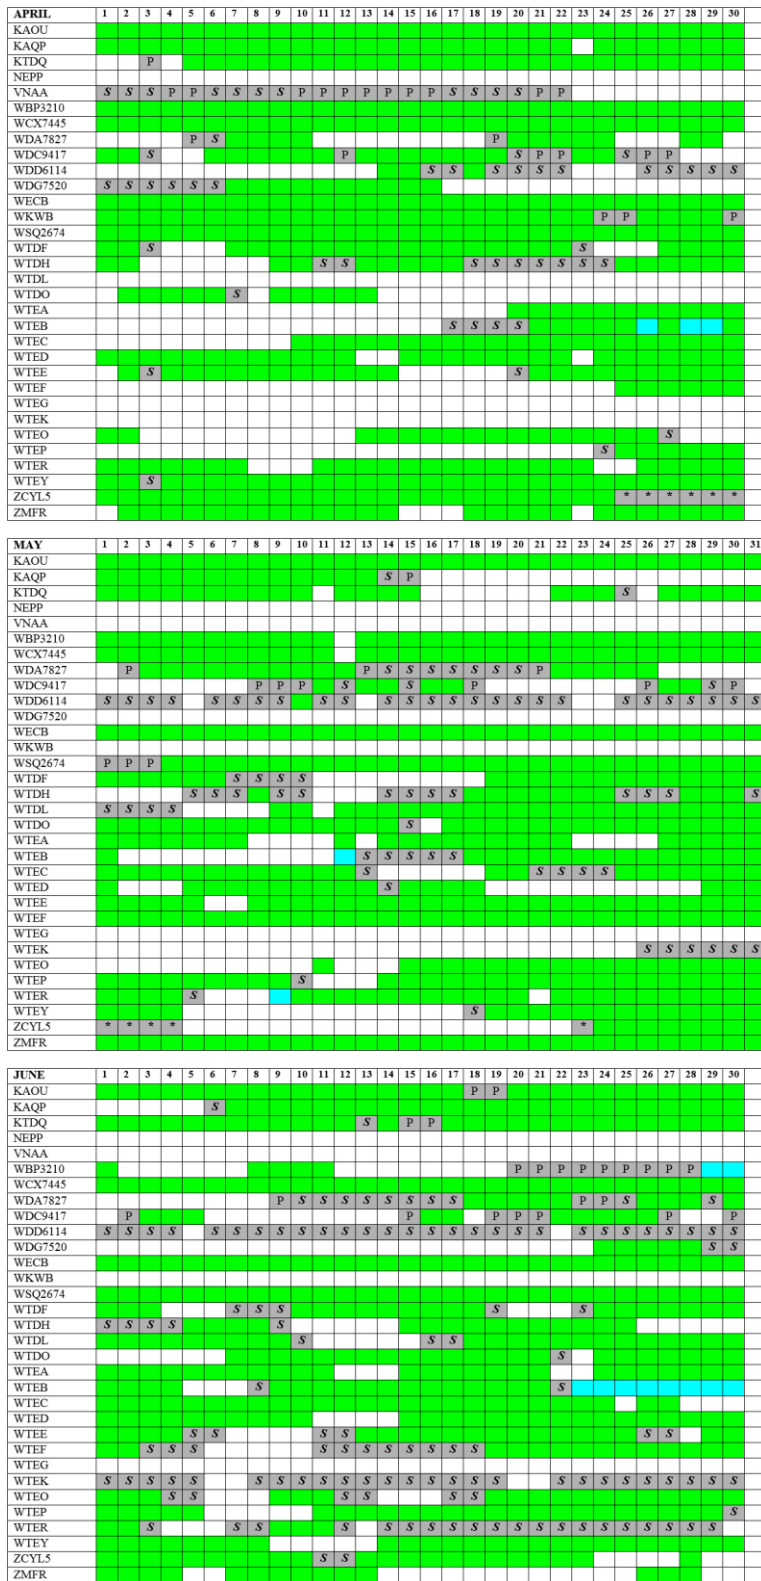 APRIL 1 2 3 4 5 6 7 8 9 10 11 12 13 14 15 16 17 18 19 20 21 22 23 24 25 26 27 28 29 30
KAOU
KAQP
KTDQ P
NEPP
VNAA S S S P P S S S S P P P P P P P S S S S P P
WBP3210
WCX7445
WDA7827 P S P
WDC9417 S P S P P S P P
WDD6114 S S S S S S S S S S S
WDG7520 S S S S S S
WECB
WKWB P P P
WSQ2674
WTDF S S
WTDH S S S S S S S S S
WTDL
WTDO S
WTEA
WTEB S S S S
WTEC
WTED
WTEE S S
WTEF
WTEG
WTEK
WTEO S
WTEP S
WTER
WTEY S
ZCYL5 * * * * * *
ZMFR
MAY 1 2 3 4 5 6 7 8 9 10 11 12 13 14 15 16 17 18 19 20 21 22 23 24 25 26 27 28 29 30 31
KAOU
KAQP S P
KTDQ S
NEPP
VNAA
WBP3210
WCX7445
WDA7827 P P S S S S S S S P
WDC9417 P P P S S P P S P
WDD6114 S S S S S S S S S S S S S S S S S S S S S S S S S S
WDG7520
WECB
WKWB
WSQ2674 P P P
WTDF S S S S
WTDH S S S S S S S S S S S S S
WTDL S S S S
WTDO S
WTEA
WTEB S S S S S
WTEC S S S S S
WTED S
WTEE
WTEF
WTEG
WTEK S S S S S S
WTEO
WTEP S
WTER S
WTEY S
ZCYL5 * * * * *
ZMFR
JUNE 1 2 3 4 5 6 7 8 9 10 11 12 13 14 15 16 17 18 19 20 21 22 23 24 25 26 27 28 29 30
KAOU P P
KAQP S
KTDQ S P P
NEPP
VNAA
WBP3210 P P P P P P P P P
WCX7445
WDA7827 P S S S S S S S S P P S S
WDC9417 P P P P P P P
WDD6114 S S S S S S S S S S S S S S S S S S S S S S S S S S S S
WDG7520 S S
WECB
WKWB
WSQ2674
WTDF S S S S S
WTDH S S S S S
WTDL S S S
WTDO S
WTEA
WTEB S S
WTEC
WTED
WTEE S S S S S S
WTEF S S S S S S S S S S S
WTEG
WTEK S S S S S S S S S S S S S S S S S S S S S S S S S S
WTEO S S S S S S
WTEP S
WTER S S S S S S S S S S S S S S S S S S S S
WTEY
ZCYL5 S S
ZMFR